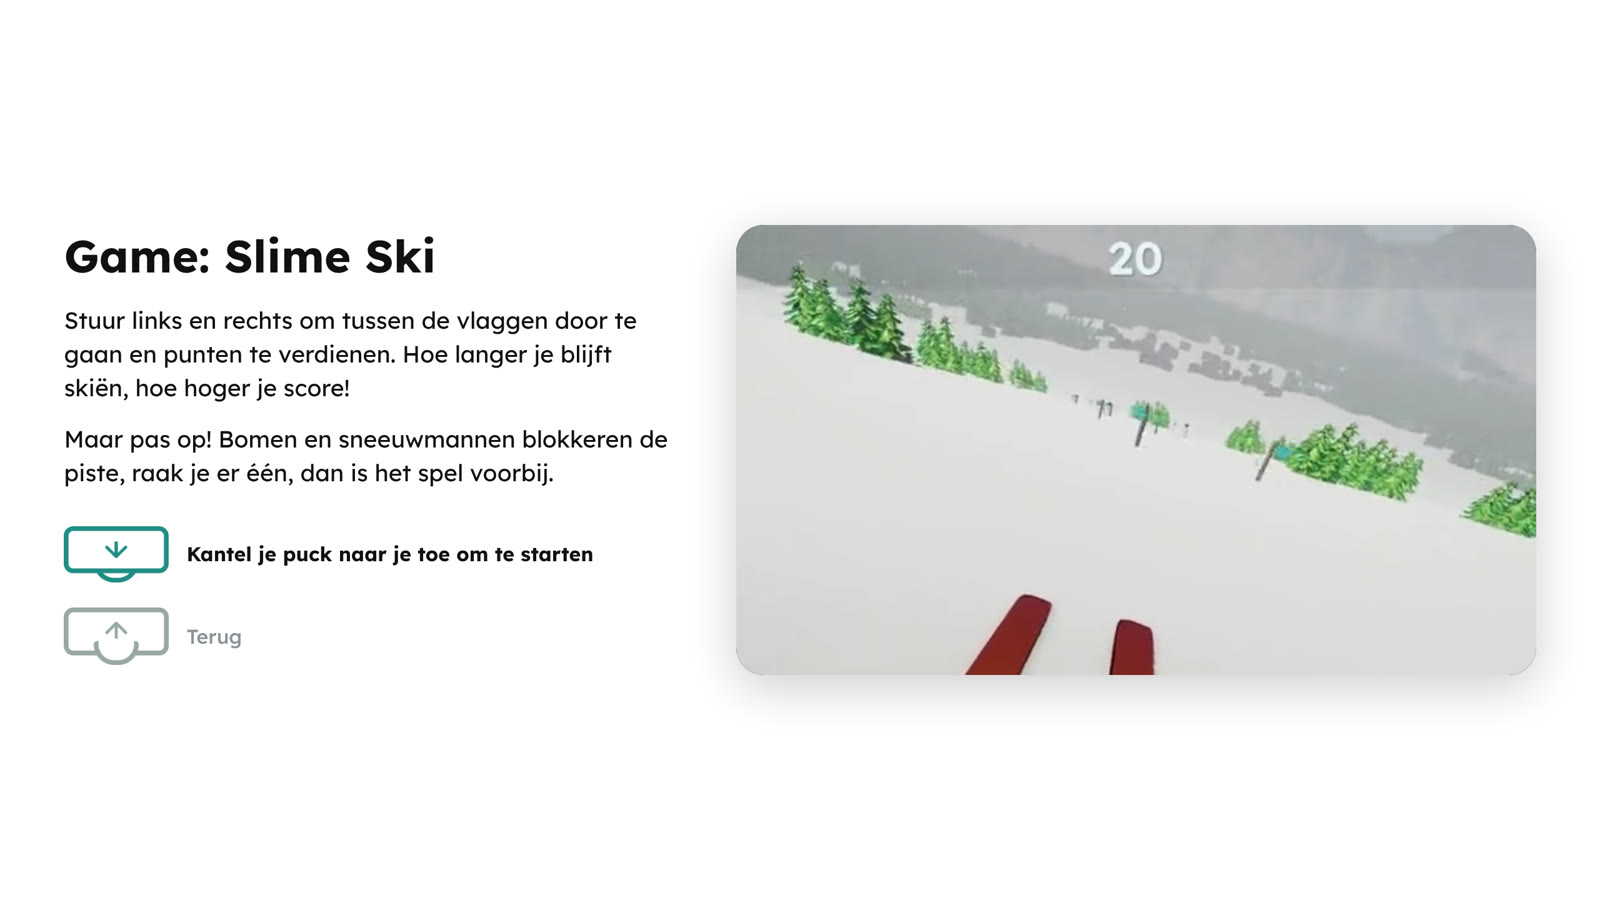 Game: Slime Ski
Stuur links en rechts om tussen de vlaggen door te
gaan en punten te verdienen. Hoe langer je blijft
skiën, hoe hoger je score!
Maar pas op! Bomen en sneeuwmannen blokkeren de
piste, raak je er één, dan is het spel voorbij.
Kantel je puck naar je toe om te starten
Terug
20